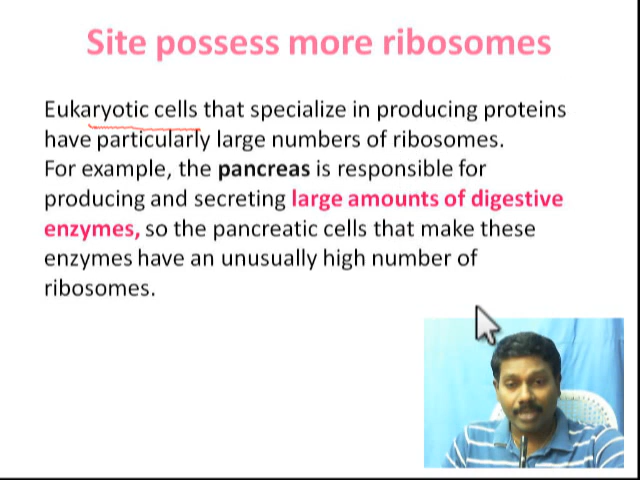 Site possess more ribosomes
Eukaryotic cells that specialize in producing proteins
have particularly large numbers of ribosomes.
For example, the pancreas is responsible for
producing and secreting large amounts of digestive
enzymes, so the pancreatic cells that make these
enzymes have an unusually high number of
ribosomes.